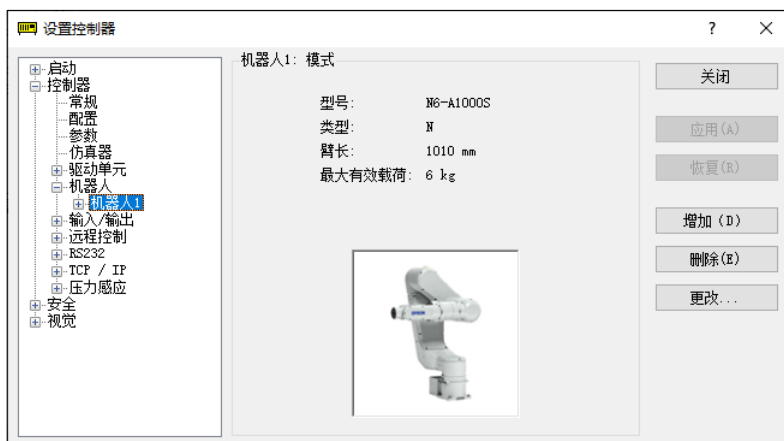 设置控制器
? ×
启动
控制器
常规
配置
参数
仿真器
驱动单元
机器人
机器人1
输入/输出
远程控制
RS232
TCP / IP
压力感应
安全
视觉
机器人1: 模式
型号: N6-A1000S
类型: N
臂长: 1010 mm
最大有效载荷: 6 kg
EPSON
关闭
应用(A)
恢复(R)
增加 (D)
删除(E)
更改...